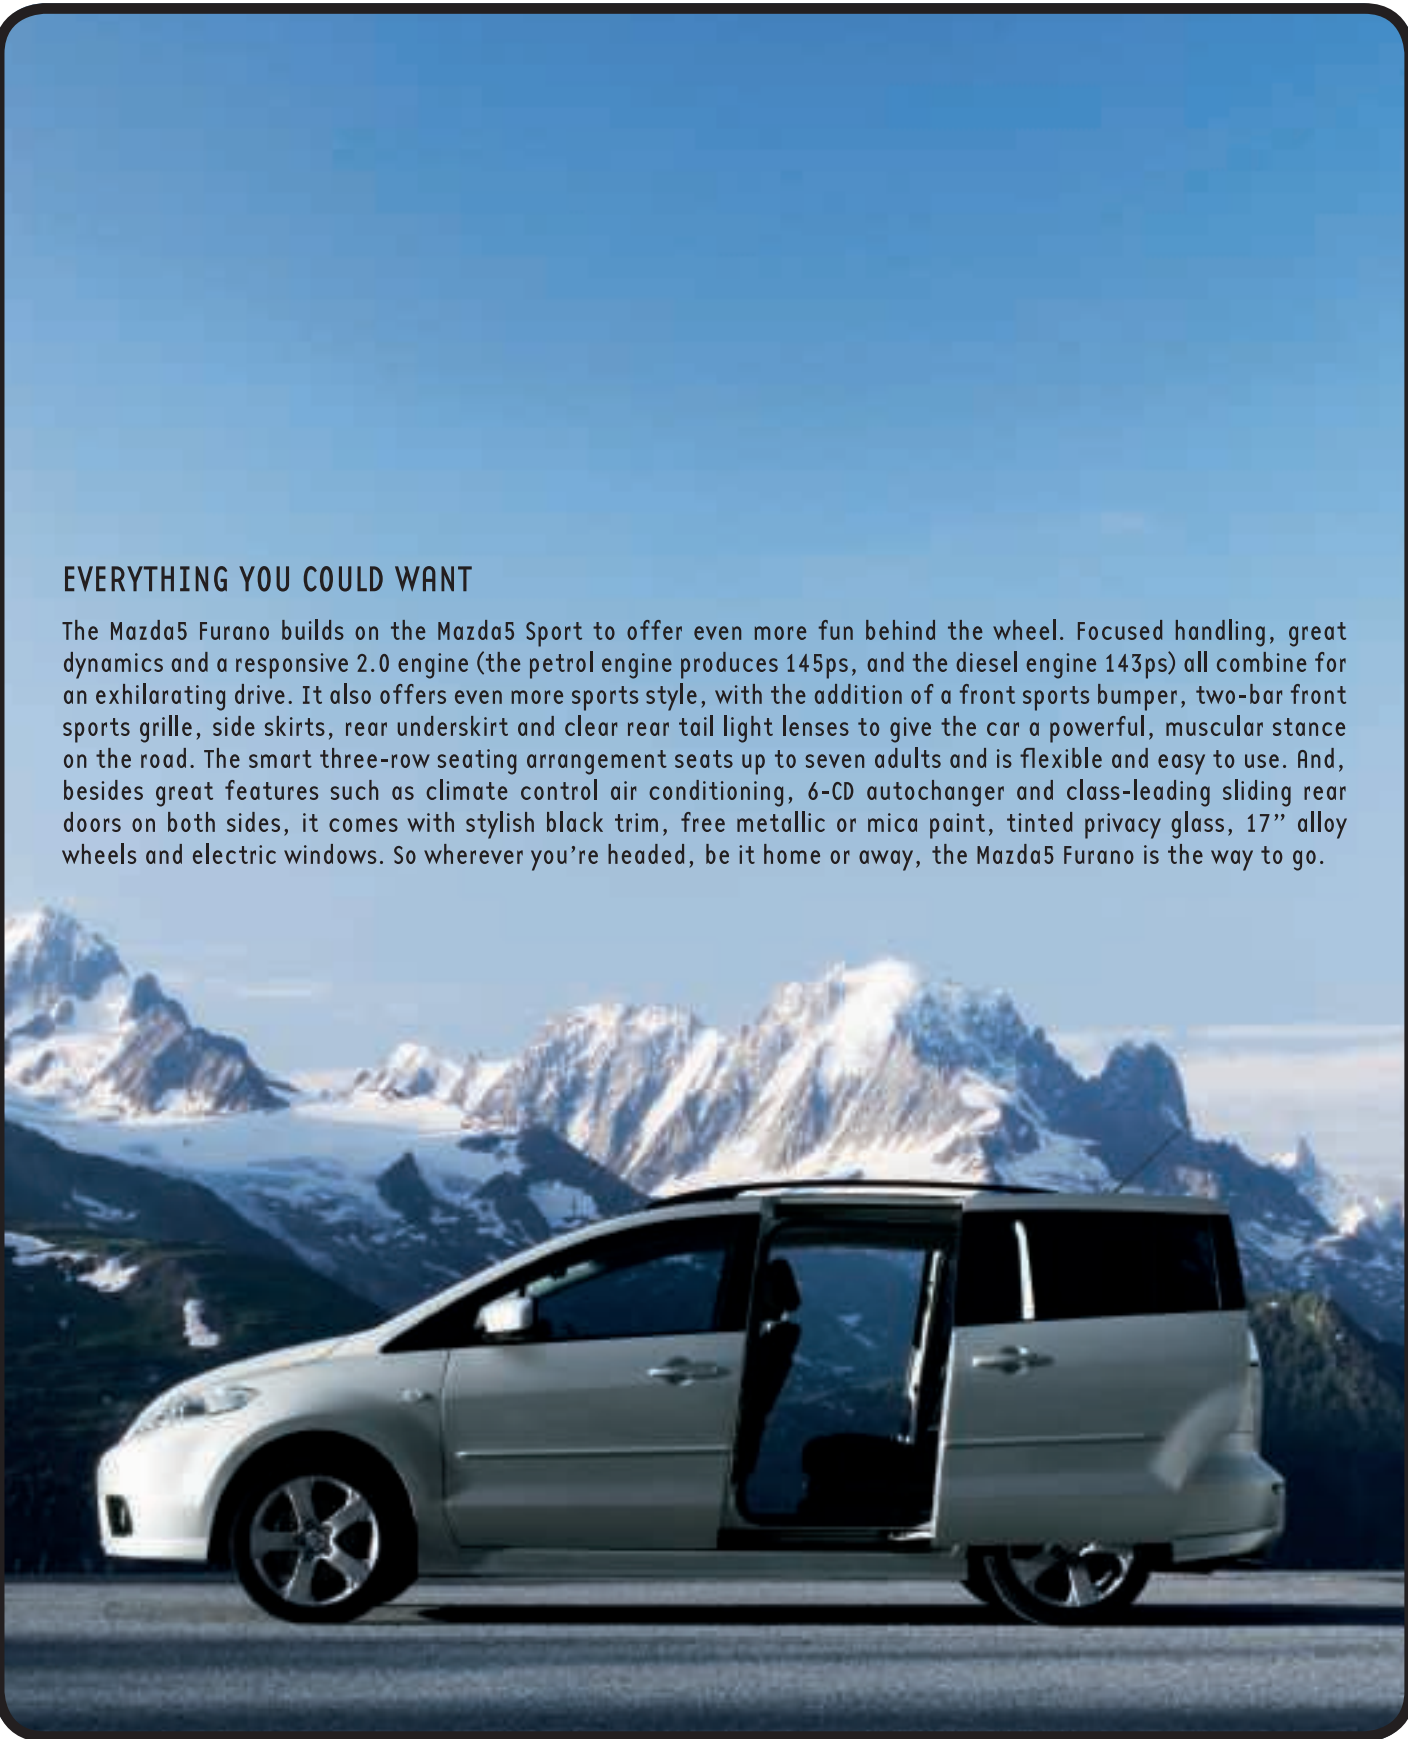 EVERYTHING YOU COULD WANT
The Mazda5 Furano builds on the Mazda5 Sport to offer even more fun behind the wheel. Focused handling, great
dynamics and a responsive 2.0 engine (the petrol engine produces 145ps, and the diesel engine 143ps) all combine for
an exhilarating drive. It also offers even more sports style, with the addition of a front sports bumper, two-bar front
sports grille, side skirts, rear underskirt and clear rear tail light lenses to give the car a powerful, muscular stance
on the road. The smart three-row seating arrangement seats up to seven adults and is flexible and easy to use. And,
besides great features such as climate control air conditioning, 6-CD autochanger and class-leading sliding rear
doors on both sides, it comes with stylish black trim, free metallic or mica paint, tinted privacy glass, 17” alloy
wheels and electric windows. So wherever you’re headed, be it home or away, the Mazda5 Furano is the way to go.